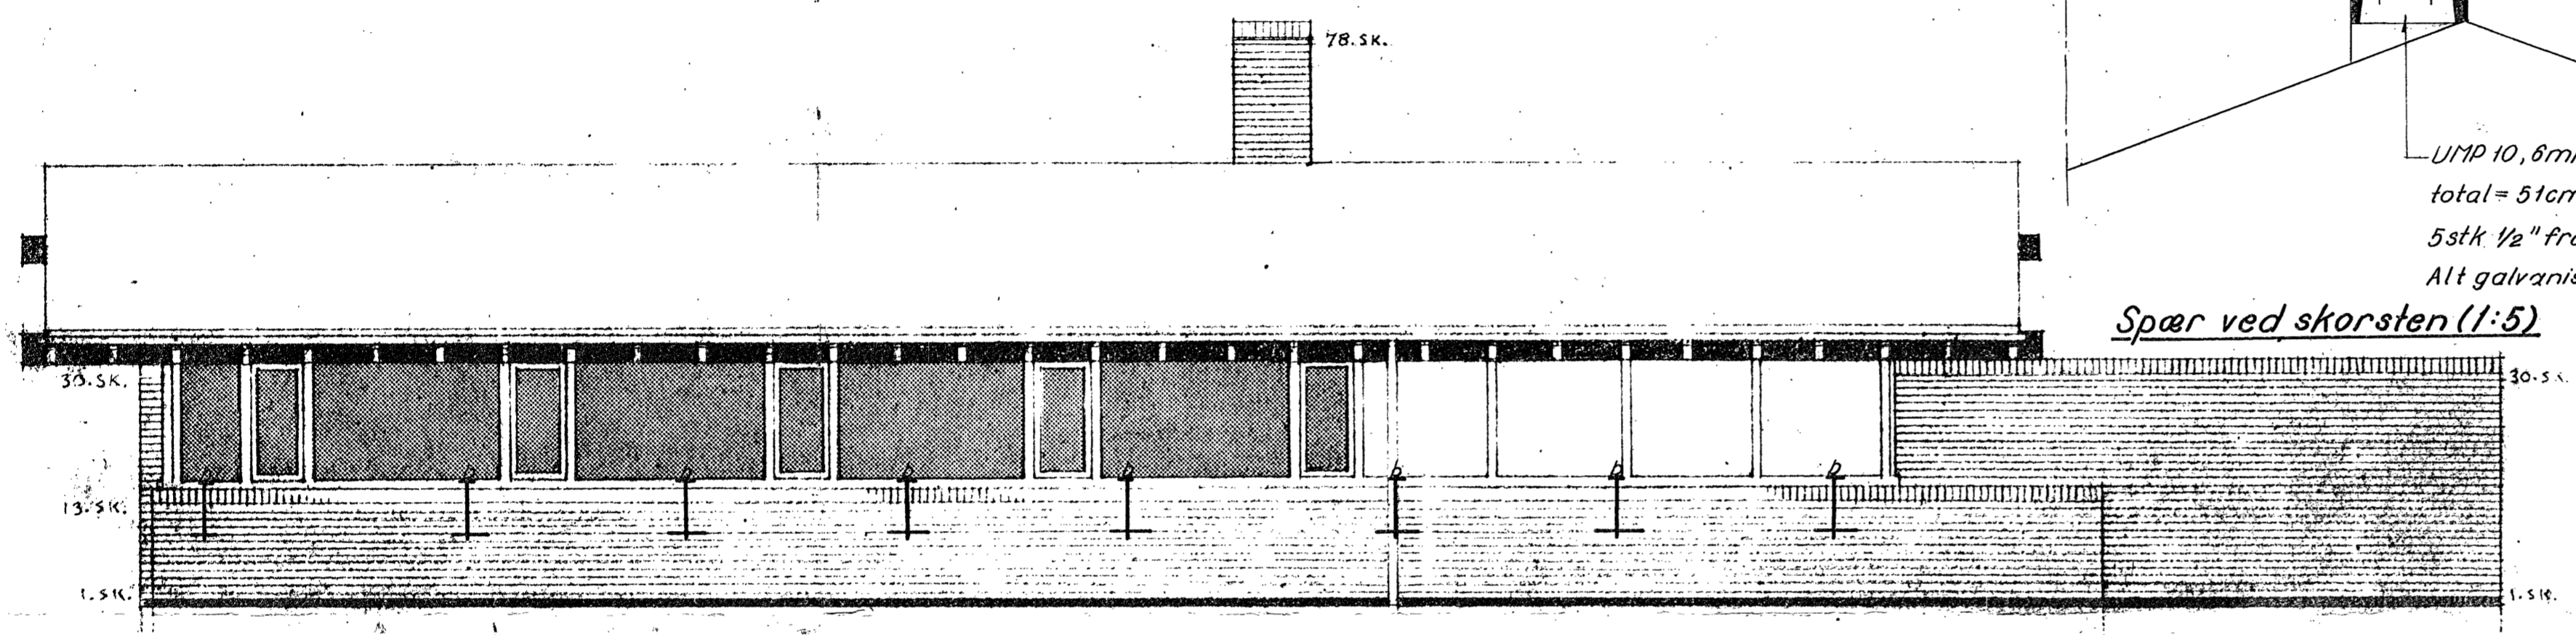 78.SK.
UMP 10, 6m
total = 51cm
5stk 1/2" fr
Alt galvanis
Spær ved skorsten (1:5)
30.SK.
30.SK.
13.SK.
1.SK.
1.SK.
b
b
b
b
b
b
b
b